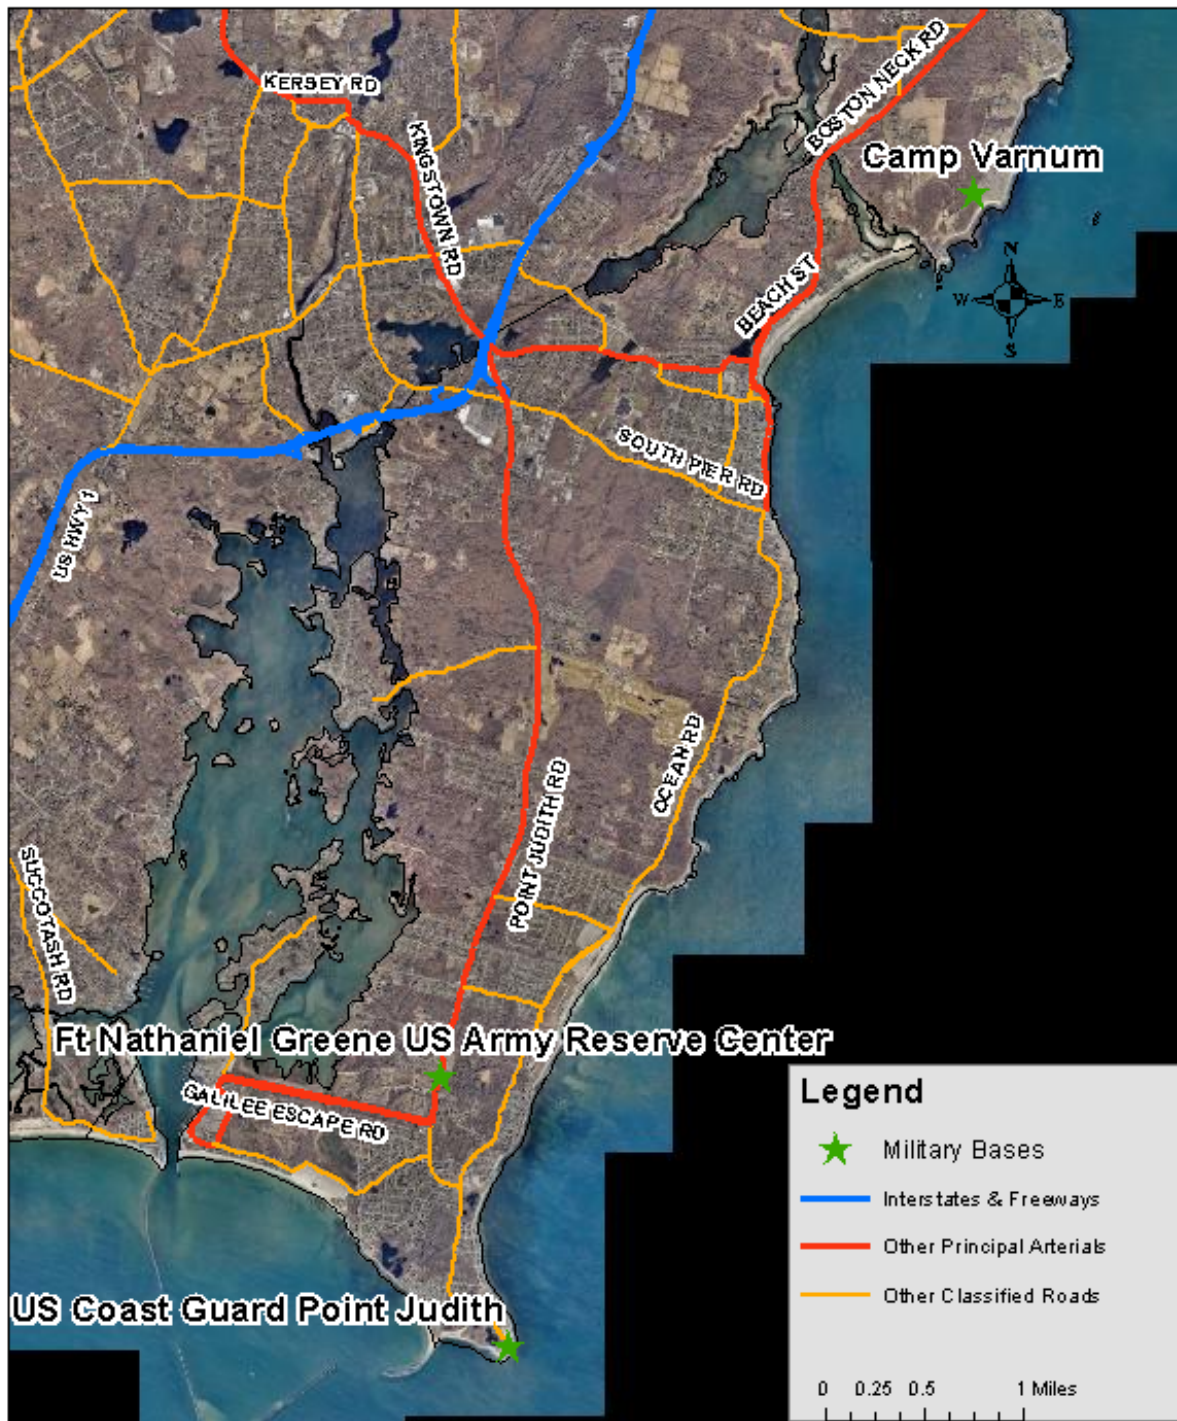 KERSEY RD
BOSTON NECK RD
KINGSTOWN RD
Camp Varnum
N
W E
S
BEACH ST
SOUTH PIER RD
US HWY 1
OCEAN RD
POINT JUDITH RD
SUCCOTASH RD
Ft Nathaniel Greene US Army Reserve Center
GALILEE ESCAPE RD
US Coast Guard Point Judith
Legend
Military Bases
Interstates & Freeways
Other Principal Arterials
Other Classified Roads
0 0.25 0.5 1 Miles